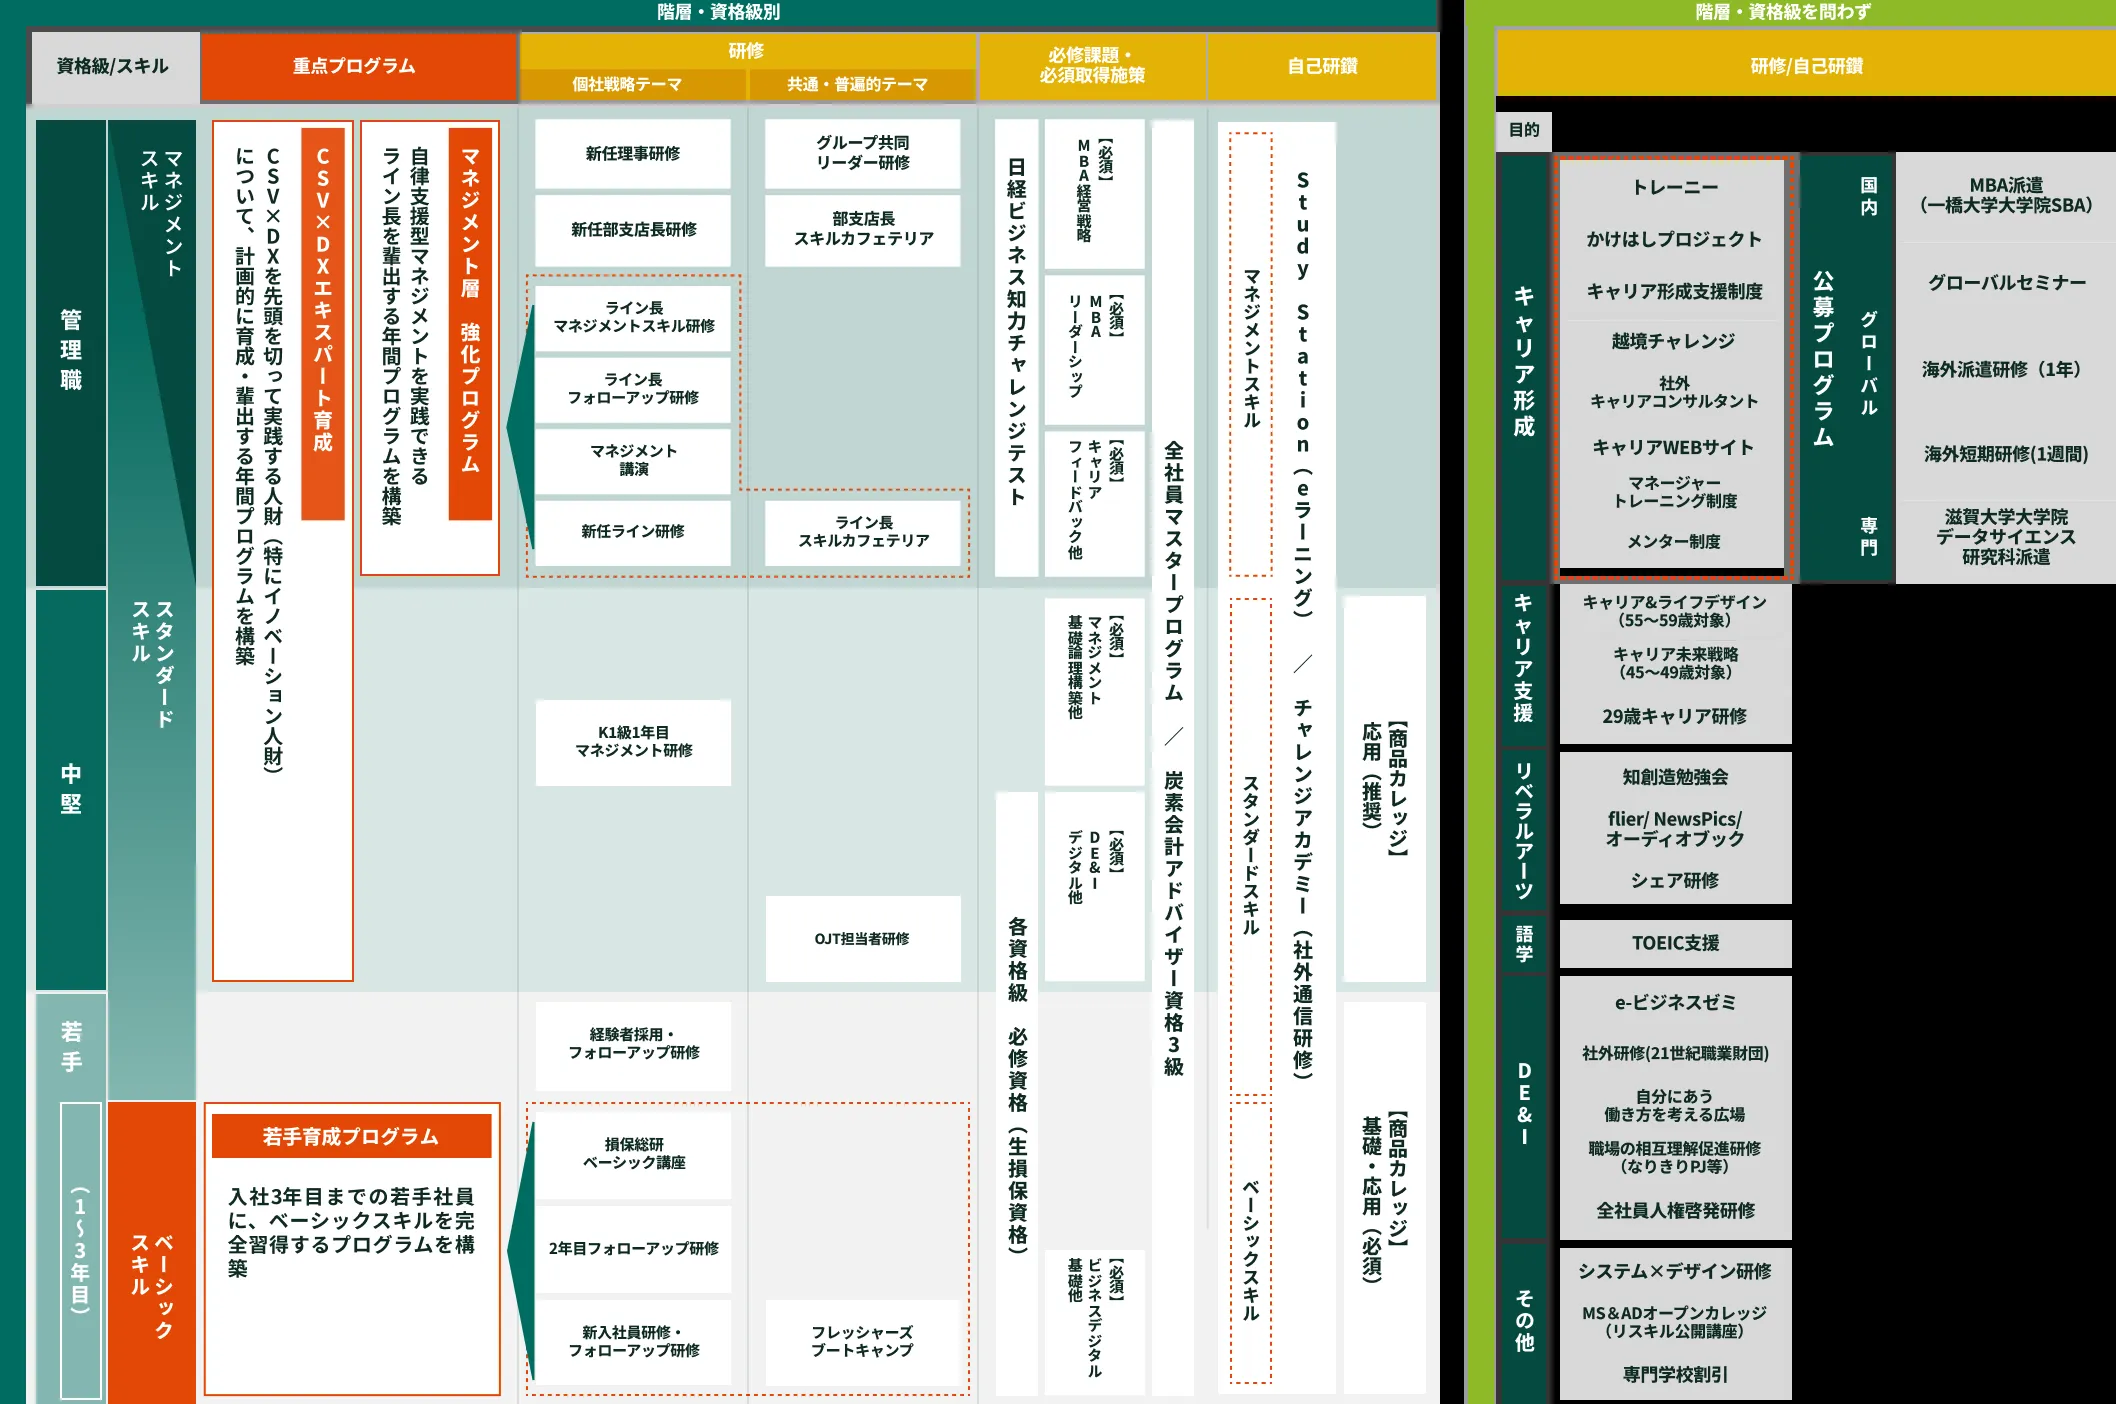 階層・資格級別
資格級/スキル
重点プログラム
研修
個社戦略テーマ
共通・普遍的テーマ
必修課題・
必須取得施策
自己研鑽
管理職
中堅
若手
（1～3年目）
マネジメント
スキル
スタンダード
スキル
ベーシック
スキル
CSV×DXエキスパート育成
CSV×DXを先頭を切って実践する人財（特にイノベーション人財）
について、計画的に育成・輩出する年間プログラムを構築
マネジメント層　強化プログラム
自律支援型マネジメントを実践できる
ライン長を輩出する年間プログラムを構築
若手育成プログラム
入社3年目までの若手社員
に、ベーシックスキルを完
全習得するプログラムを構
築
新任理事研修
新任部支店長研修
ライン長
マネジメントスキル研修
ライン長
フォローアップ研修
マネジメント
講演
新任ライン研修
K1級1年目
マネジメント研修
経験者採用・
フォローアップ研修
損保総研
ベーシック講座
2年目フォローアップ研修
新入社員研修・
フォローアップ研修
グループ共同
リーダー研修
部支店長
スキルカフェテリア
ライン長
スキルカフェテリア
OJT担当者研修
フレッシャーズ
ブートキャンプ
日経ビジネス知力チャレンジテスト
各資格級　必修資格（生損保資格）
【必須】
MBA経営戦略
【必須】
MBA
リーダーシップ
【必須】
キャリア
フィードバック他
【必須】
マネジメント
基礎論理構築他
【必須】
DE&I
デジタル他
【必須】
ビジネスデジタル
基礎他
全社員マスタープログラム　／　炭素会計アドバイザー資格3級
マネジメントスキル
スタンダードスキル
ベーシックスキル
Study Station（eラーニング）　／　チャレンジアカデミー（社外通信研修）
【商品カレッジ】
応用（推奨）
【商品カレッジ】
基礎・応用（必須）
階層・資格級を問わず
研修/自己研鑽
目的
キャリア形成
トレーニー
かけはしプロジェクト
キャリア形成支援制度
越境チャレンジ
社外
キャリアコンサルタント
キャリアWEBサイト
マネージャー
トレーニング制度
メンター制度
公募プログラム
国内
グローバル
専門
MBA派遣
（一橋大学大学院SBA）
グローバルセミナー
海外派遣研修（1年）
海外短期研修(1週間)
滋賀大学大学院
データサイエンス
研究科派遣
キャリア支援
キャリア&ライフデザイン
（55～59歳対象）
キャリア未来戦略
（45～49歳対象）
29歳キャリア研修
リベラルアーツ
知創造勉強会
flier/ NewsPics/
オーディオブック
シェア研修
語学
TOEIC支援
DE&I
e-ビジネスゼミ
社外研修(21世紀職業財団)
自分にあう
働き方を考える広場
職場の相互理解促進研修
（なりきりPJ等）
全社員人権啓発研修
その他
システム×デザイン研修
MS＆ADオープンカレッジ
（リスキル公開講座）
専門学校割引